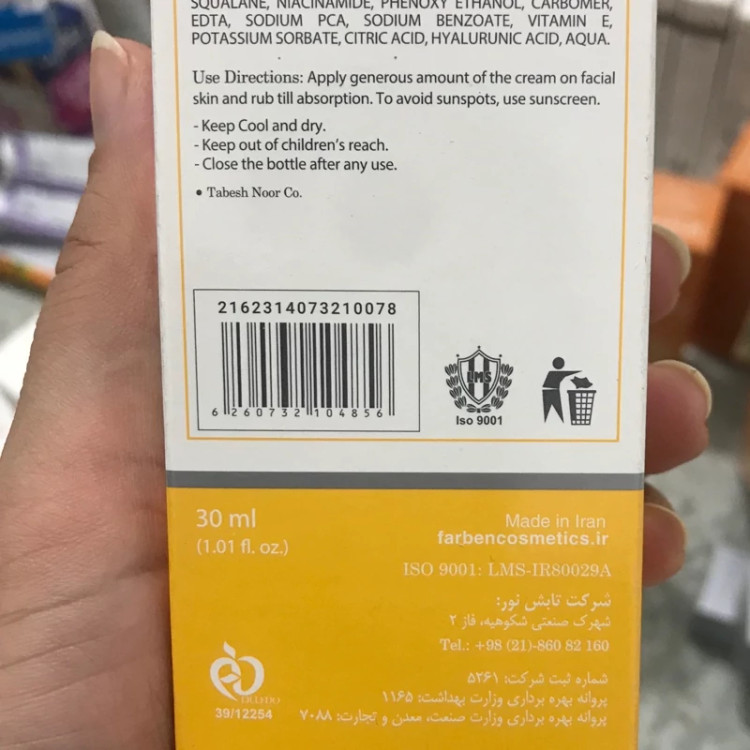 SQUALANE, NIACINAMIDE, PHENOXY ETHANOL, CARBOMER,
EDTA, SODIUM PCA, SODIUM BENZOATE, VITAMIN E,
POTASSIUM SORBATE, CITRIC ACID, HYALURONIC ACID, AQUA.
Use Directions: Apply generous amount of the cream on facial
skin and rub till absorption. To avoid sunspots, use sunscreen.
- Keep Cool and dry.
- Keep out of children's reach.
- Close the bottle after any use.
• Tabesh Noor Co.
2162314073210078
6 260732 104856
LMS
Iso 9001
30 ml
(1.01 fl. oz.)
Made in Iran
farbencosmetics.ir
ISO 9001: LMS-IR80029A
شرکت تابش نور:
شهرک صنعتی شکوهیه، فاز ۲
Tel.: +98 (21)-860 82 160
شماره ثبت شرکت: ۵۲۶۱
پروانه بهره برداری وزارت بهداشت: ۱۱۶۵
پروانه بهره برداری وزارت صنعت، معدن و تجارت: ۷۰۸۸
39/12254